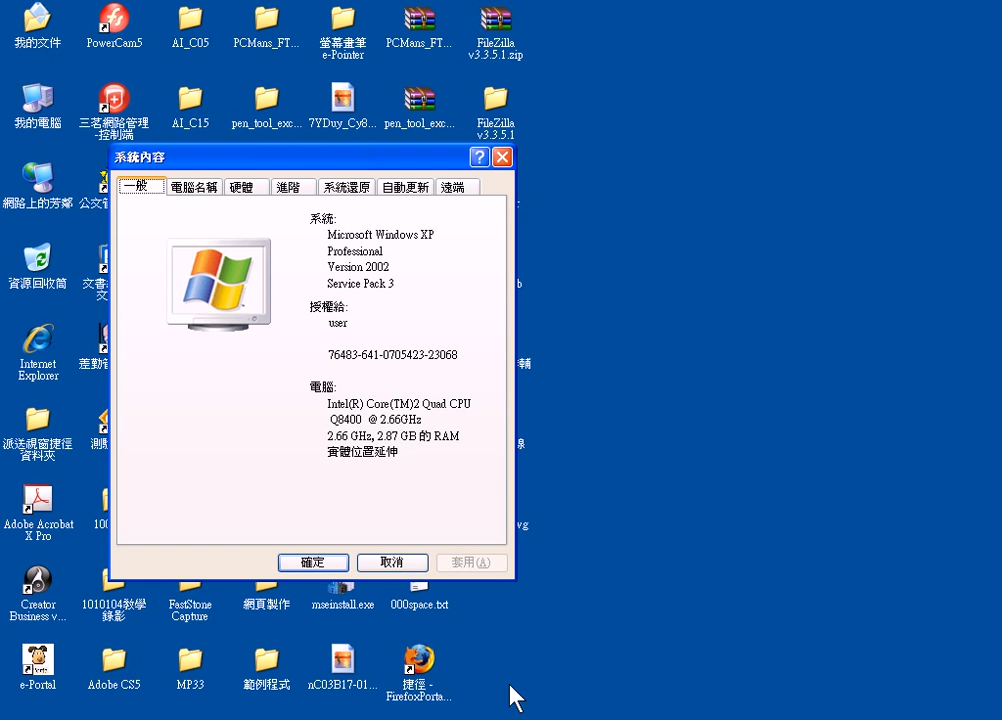 我的文件
PowerCam5
AI_C05
PCMans_FT...
螢幕畫筆
e-Pointer
PCMans_FT...
FileZilla
v3.3.5.1.zip
我的電腦
三茗網路管理
-控制端
AI_C15
pen_tool_exc...
7YDuy_Cy8...
pen_tool_exc...
FileZilla
v3.3.5.1
系統內容
一般
電腦名稱
硬體
進階
系統還原
自動更新
遠端
網路上的芳鄰
系統:
Microsoft Windows XP
Professional
Version 2002
Service Pack 3
授權給:
user
76483-641-0705423-23068
電腦:
Intel(R) Core(TM)2 Quad CPU
Q8400 @ 2.66GHz
2.66 GHz, 2.87 GB 的 RAM
實體位置延伸
確定
取消
套用(A)
資源回收筒
Internet
Explorer
派送視窗捷徑
資料夾
Adobe Acrobat
X Pro
Creator
Business v...
1010104教學
錄影
FastStone
Capture
網頁製作
mseinstall.exe
000space.txt
e-Portal
Adobe CS5
MP33
範例程式
nC03B17-01...
捷徑 -
FirefoxPorta...